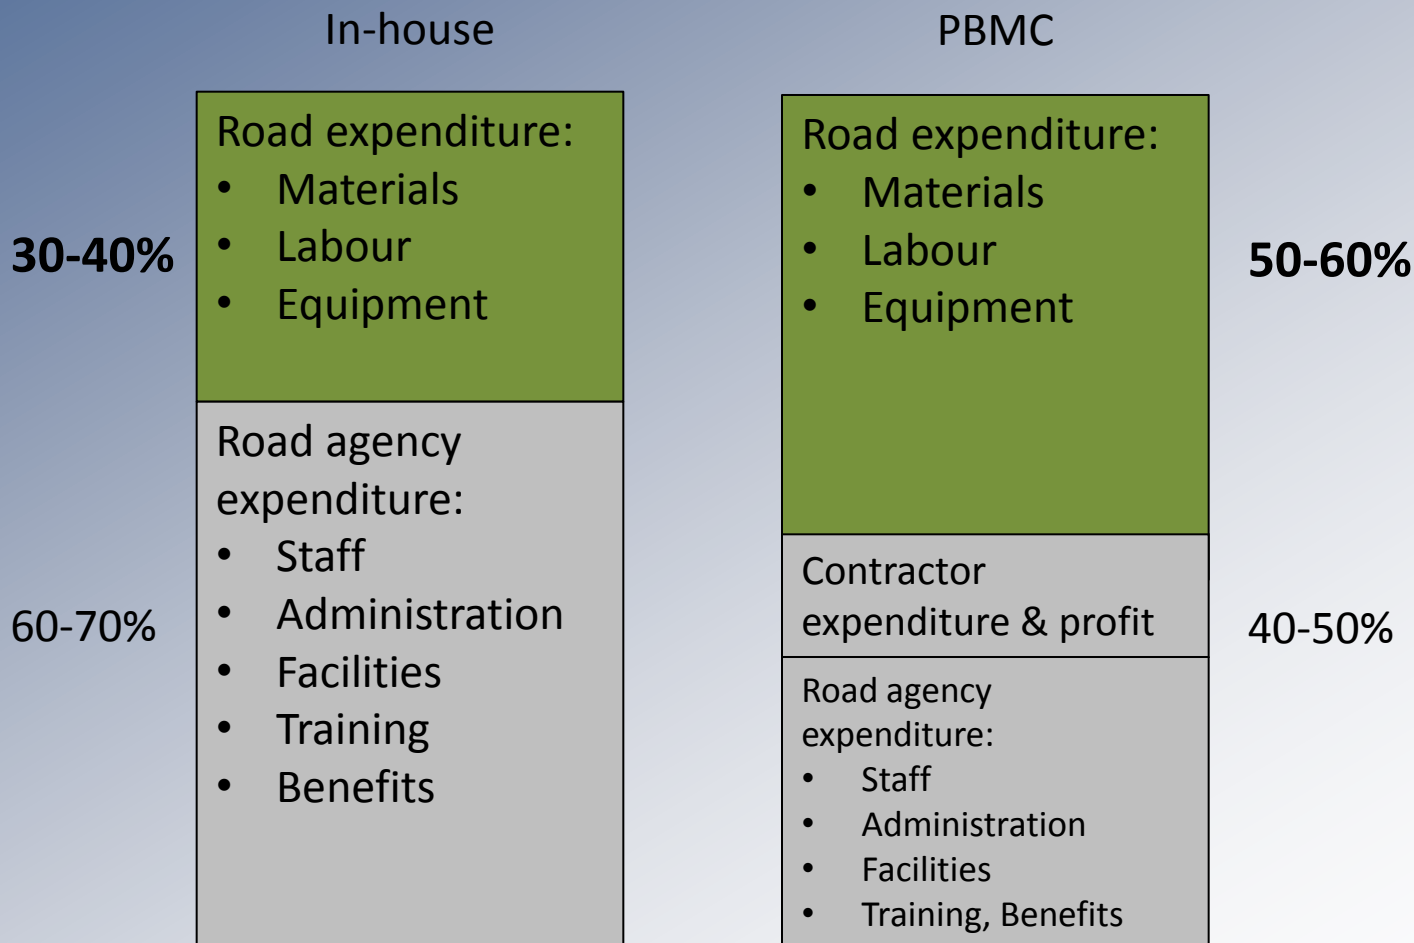 In-house
PBMC
30-40%
Road expenditure:
• Materials
• Labour
• Equipment
Road expenditure:
• Materials
• Labour
• Equipment
50-60%
60-70%
Road agency
expenditure:
• Staff
• Administration
• Facilities
• Training
• Benefits
Contractor
expenditure & profit
Road agency
expenditure:
• Staff
• Administration
• Facilities
• Training, Benefits
40-50%